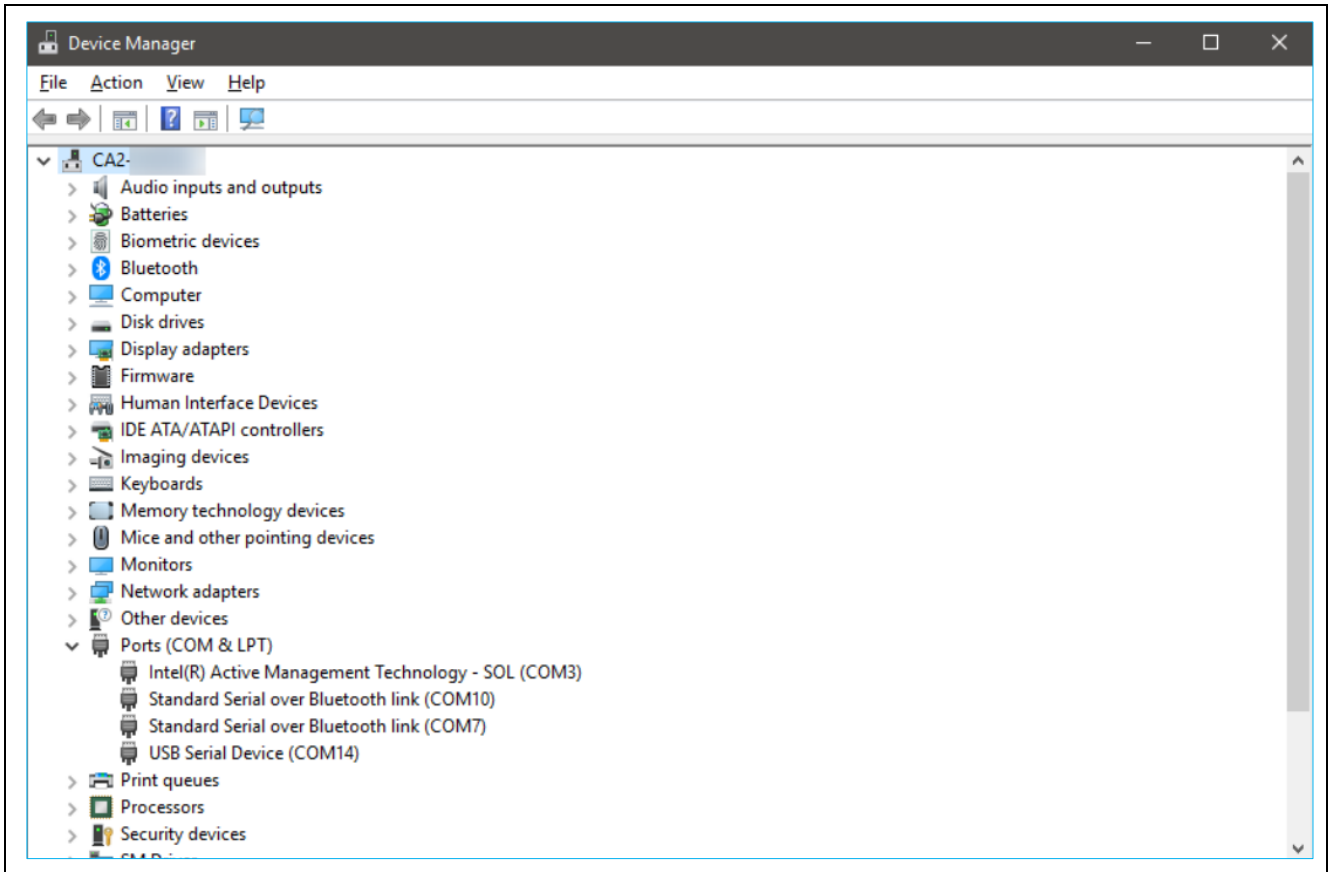 Device Manager
File Action View Help
CA2-
Audio inputs and outputs
Batteries
Biometric devices
Bluetooth
Computer
Disk drives
Display adapters
Firmware
Human Interface Devices
IDE ATA/ATAPI controllers
Imaging devices
Keyboards
Memory technology devices
Mice and other pointing devices
Monitors
Network adapters
Other devices
Ports (COM & LPT)
Intel(R) Active Management Technology - SOL (COM3)
Standard Serial over Bluetooth link (COM10)
Standard Serial over Bluetooth link (COM7)
USB Serial Device (COM14)
Print queues
Processors
Security devices